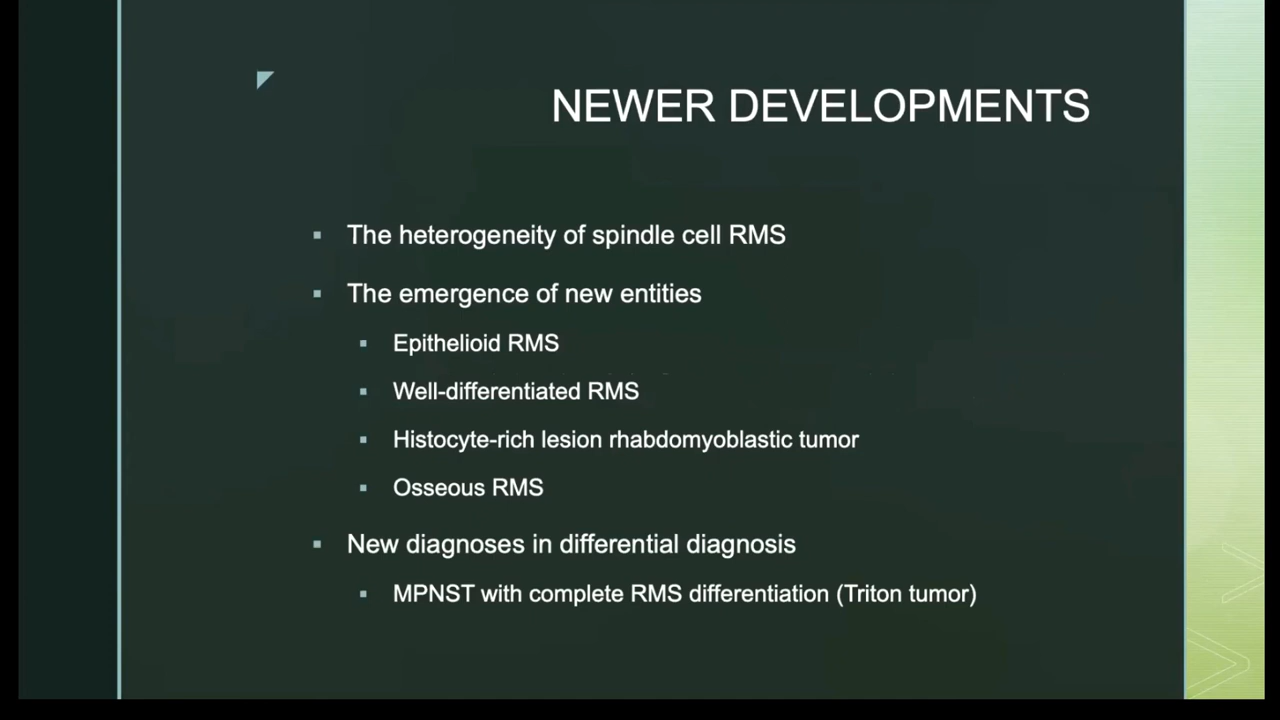 NEWER DEVELOPMENTS
The heterogeneity of spindle cell RMS
The emergence of new entities
Epithelioid RMS
Well-differentiated RMS
Histocyte-rich lesion rhabdomyoblastic tumor
Osseous RMS
New diagnoses in differential diagnosis
MPNST with complete RMS differentiation (Triton tumor)